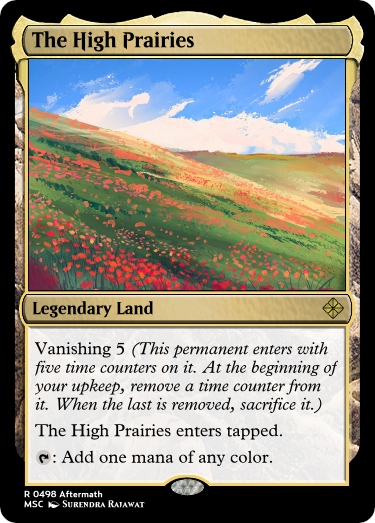 The High Prairies
Legendary Land
Vanishing 5 (This permanent enters with
five time counters on it. At the beginning of
your upkeep, remove a time counter from
it. When the last is removed, sacrifice it.)
The High Prairies enters tapped.
: Add one mana of any color.
R 0498 Aftermath
MSC Surendra Rajawat